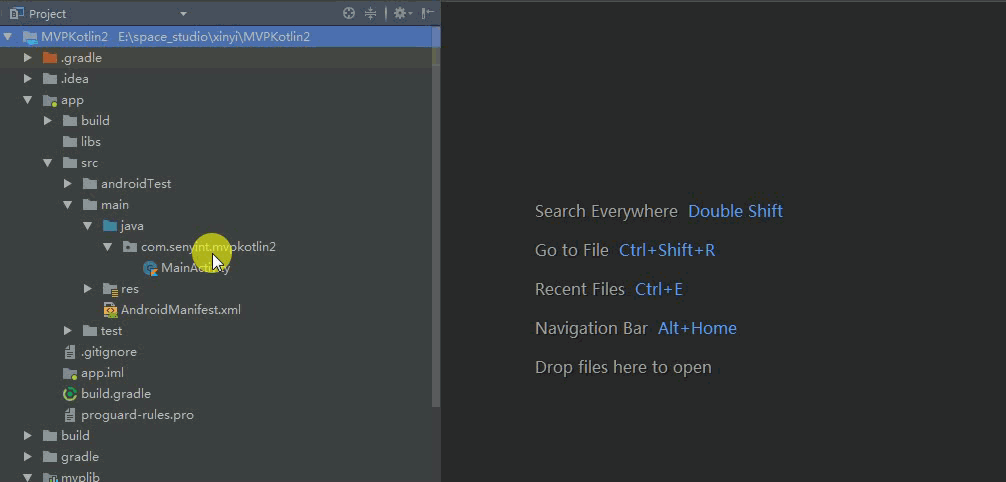 Project
MVPKotlin2 E:\space_studio\xinyi\MVPKotlin2
.gradle
.idea
app
build
libs
src
androidTest
main
java
com.senyint.mvpkotlin2
MainActivity
res
AndroidManifest.xml
test
.gitignore
app.iml
build.gradle
proguard-rules.pro
build
gradle
mvplib
Search Everywhere Double Shift
Go to File Ctrl+Shift+R
Recent Files Ctrl+E
Navigation Bar Alt+Home
Drop files here to open